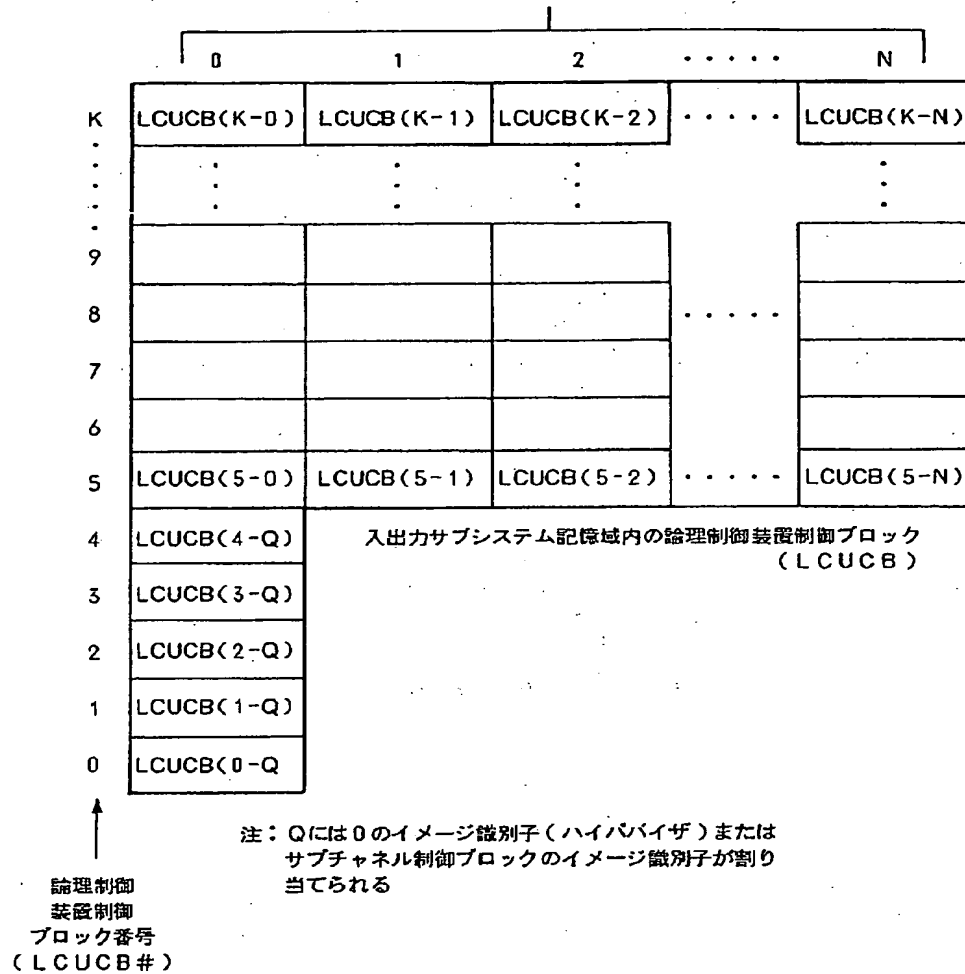 0 1 2 ····· N
K LCUCB(K-0) LCUCB(K-1) LCUCB(K-2) ····· LCUCB(K-N)
9
8 ·····
7
6
5 LCUCB(5-0) LCUCB(5-1) LCUCB(5-2) ····· LCUCB(5-N)
4 LCUCB(4-Q) 入出力サブシステム記憶域内の論理制御装置制御ブロック
(LCUCB)
3 LCUCB(3-Q)
2 LCUCB(2-Q)
1 LCUCB(1-Q)
0 LCUCB(0-Q
注:Qには0のイメージ識別子(ハイパバイザ)または
サブチャネル制御ブロックのイメージ識別子が割り
当てられる
論理制御
装置制御
ブロック番号
(LCUCB#)